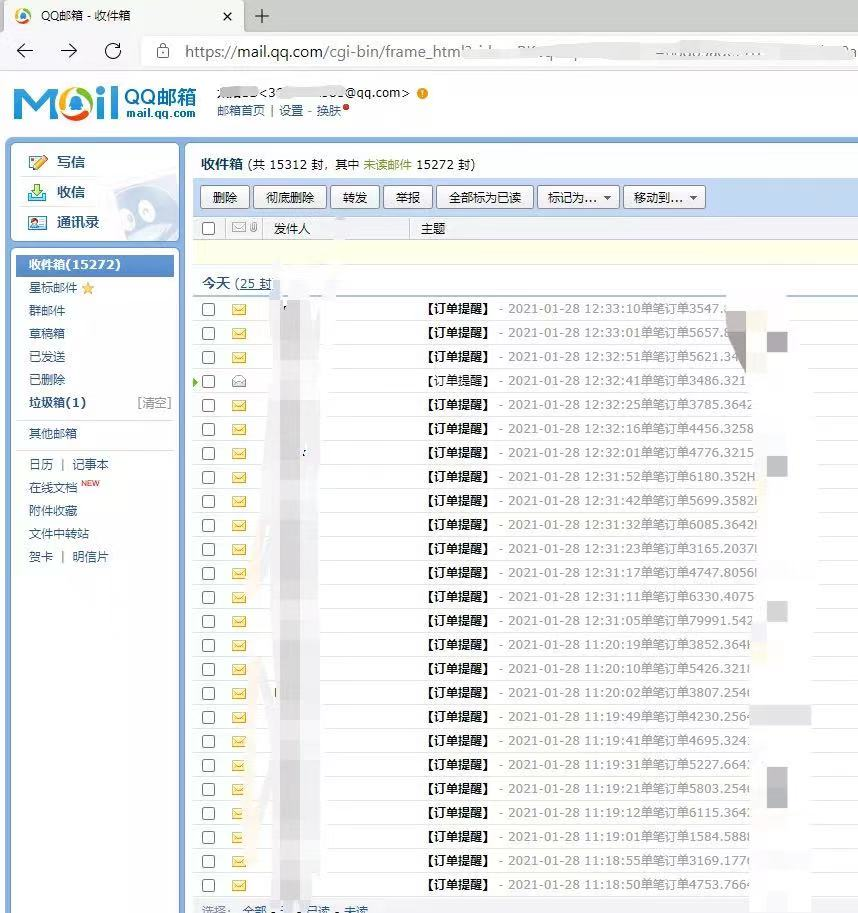 QQ邮箱 - 收件箱
https://mail.qq.com/cgi-bin/frame_html
Mail QQ邮箱
mail.qq.com
@qq.com>
邮箱首页 | 设置 - 换肤
写信
收信
通讯录
收件箱(15272)
星标邮件
群邮件
草稿箱
已发送
已删除
垃圾箱(1) [清空]
其他邮箱
日历 | 记事本
在线文档 NEW
附件收藏
文件中转站
贺卡 | 明信片
收件箱 (共 15312 封, 其中 未读邮件 15272 封)
删除 彻底删除 转发 举报 全部标为已读 标记为... 移动到...
发件人 主题
今天 (25 封
【订单提醒】 - 2021-01-28 12:33:10单笔订单3547.
【订单提醒】 - 2021-01-28 12:33:01单笔订单5657.
【订单提醒】 - 2021-01-28 12:32:51单笔订单5621.34
【订单提醒】 - 2021-01-28 12:32:41单笔订单3486.321
【订单提醒】 - 2021-01-28 12:32:25单笔订单3785.3642
【订单提醒】 - 2021-01-28 12:32:16单笔订单4456.3258
【订单提醒】 - 2021-01-28 12:32:01单笔订单4776.3215
【订单提醒】 - 2021-01-28 12:31:52单笔订单6180.352
【订单提醒】 - 2021-01-28 12:31:42单笔订单5699.3582
【订单提醒】 - 2021-01-28 12:31:32单笔订单6085.3642
【订单提醒】 - 2021-01-28 12:31:23单笔订单3165.2037
【订单提醒】 - 2021-01-28 12:31:17单笔订单4747.8056
【订单提醒】 - 2021-01-28 12:31:11单笔订单6330.4075
【订单提醒】 - 2021-01-28 12:31:05单笔订单79991.542
【订单提醒】 - 2021-01-28 11:20:19单笔订单3852.364
【订单提醒】 - 2021-01-28 11:20:10单笔订单5426.321
【订单提醒】 - 2021-01-28 11:20:02单笔订单3807.254
【订单提醒】 - 2021-01-28 11:19:49单笔订单4230.256
【订单提醒】 - 2021-01-28 11:19:41单笔订单4695.324
【订单提醒】 - 2021-01-28 11:19:31单笔订单5227.664
【订单提醒】 - 2021-01-28 11:19:21单笔订单5803.254
【订单提醒】 - 2021-01-28 11:19:12单笔订单6115.364
【订单提醒】 - 2021-01-28 11:19:01单笔订单1584.588
【订单提醒】 - 2021-01-28 11:18:55单笔订单3169.177
【订单提醒】 - 2021-01-28 11:18:50单笔订单4753.766
选择: 全部 - 已读 - 未读